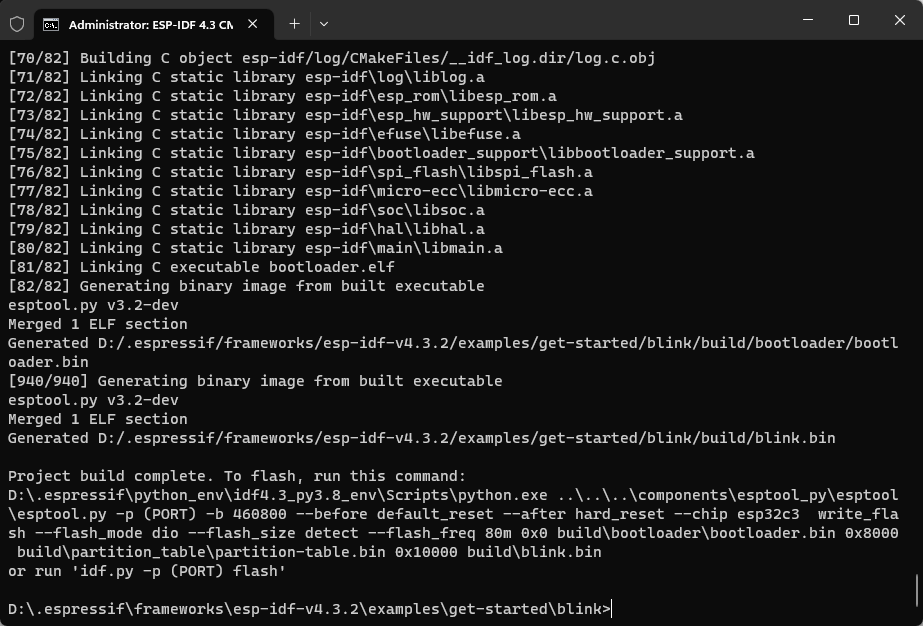 Administrator: ESP-IDF 4.3 CM
[70/82] Building C object esp-idf/log/CMakeFiles/__idf_log.dir/log.c.obj
[71/82] Linking C static library esp-idf\log\liblog.a
[72/82] Linking C static library esp-idf\esp_rom\libesp_rom.a
[73/82] Linking C static library esp-idf\esp_hw_support\libesp_hw_support.a
[74/82] Linking C static library esp-idf\efuse\libefuse.a
[75/82] Linking C static library esp-idf\bootloader_support\libbootloader_support.a
[76/82] Linking C static library esp-idf\spi_flash\libspi_flash.a
[77/82] Linking C static library esp-idf\micro-ecc\libmicro-ecc.a
[78/82] Linking C static library esp-idf\soc\libsoc.a
[79/82] Linking C static library esp-idf\hal\libhal.a
[80/82] Linking C static library esp-idf\main\libmain.a
[81/82] Linking C executable bootloader.elf
[82/82] Generating binary image from built executable
esptool.py v3.2-dev
Merged 1 ELF section
Generated D:/.espressif/frameworks/esp-idf-v4.3.2/examples/get-started/blink/build/bootloader/bootl
oader.bin
[940/940] Generating binary image from built executable
esptool.py v3.2-dev
Merged 1 ELF section
Generated D:/.espressif/frameworks/esp-idf-v4.3.2/examples/get-started/blink/build/blink.bin

Project build complete. To flash, run this command:
D:\.espressif\python_env\idf4.3_py3.8_env\Scripts\python.exe ..\..\..\components\esptool_py\esptool
\esptool.py -p (PORT) -b 460800 --before default_reset --after hard_reset --chip esp32c3  write_fla
sh --flash_mode dio --flash_size detect --flash_freq 80m 0x0 build\bootloader\bootloader.bin 0x8000
 build\partition_table\partition-table.bin 0x10000 build\blink.bin
or run 'idf.py -p (PORT) flash'

D:\.espressif\frameworks\esp-idf-v4.3.2\examples\get-started\blink>